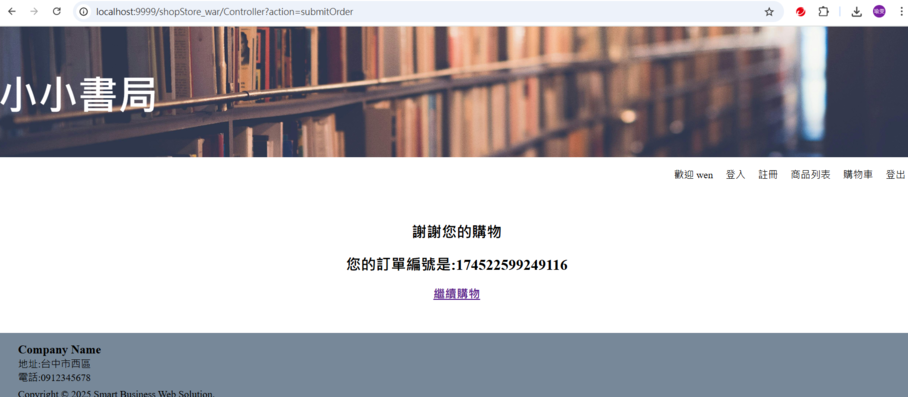 localhost:9999/shopStore_war/Controller?action=submitOrder
小小書局
歡迎 wen 登入 註冊 商品列表 購物車 登出
謝謝您的購物
您的訂單編號是:174522599249116
繼續購物
Company Name
地址:台中市西區
電話:0912345678
Copyright © 2025 Smart Business Web Solution.